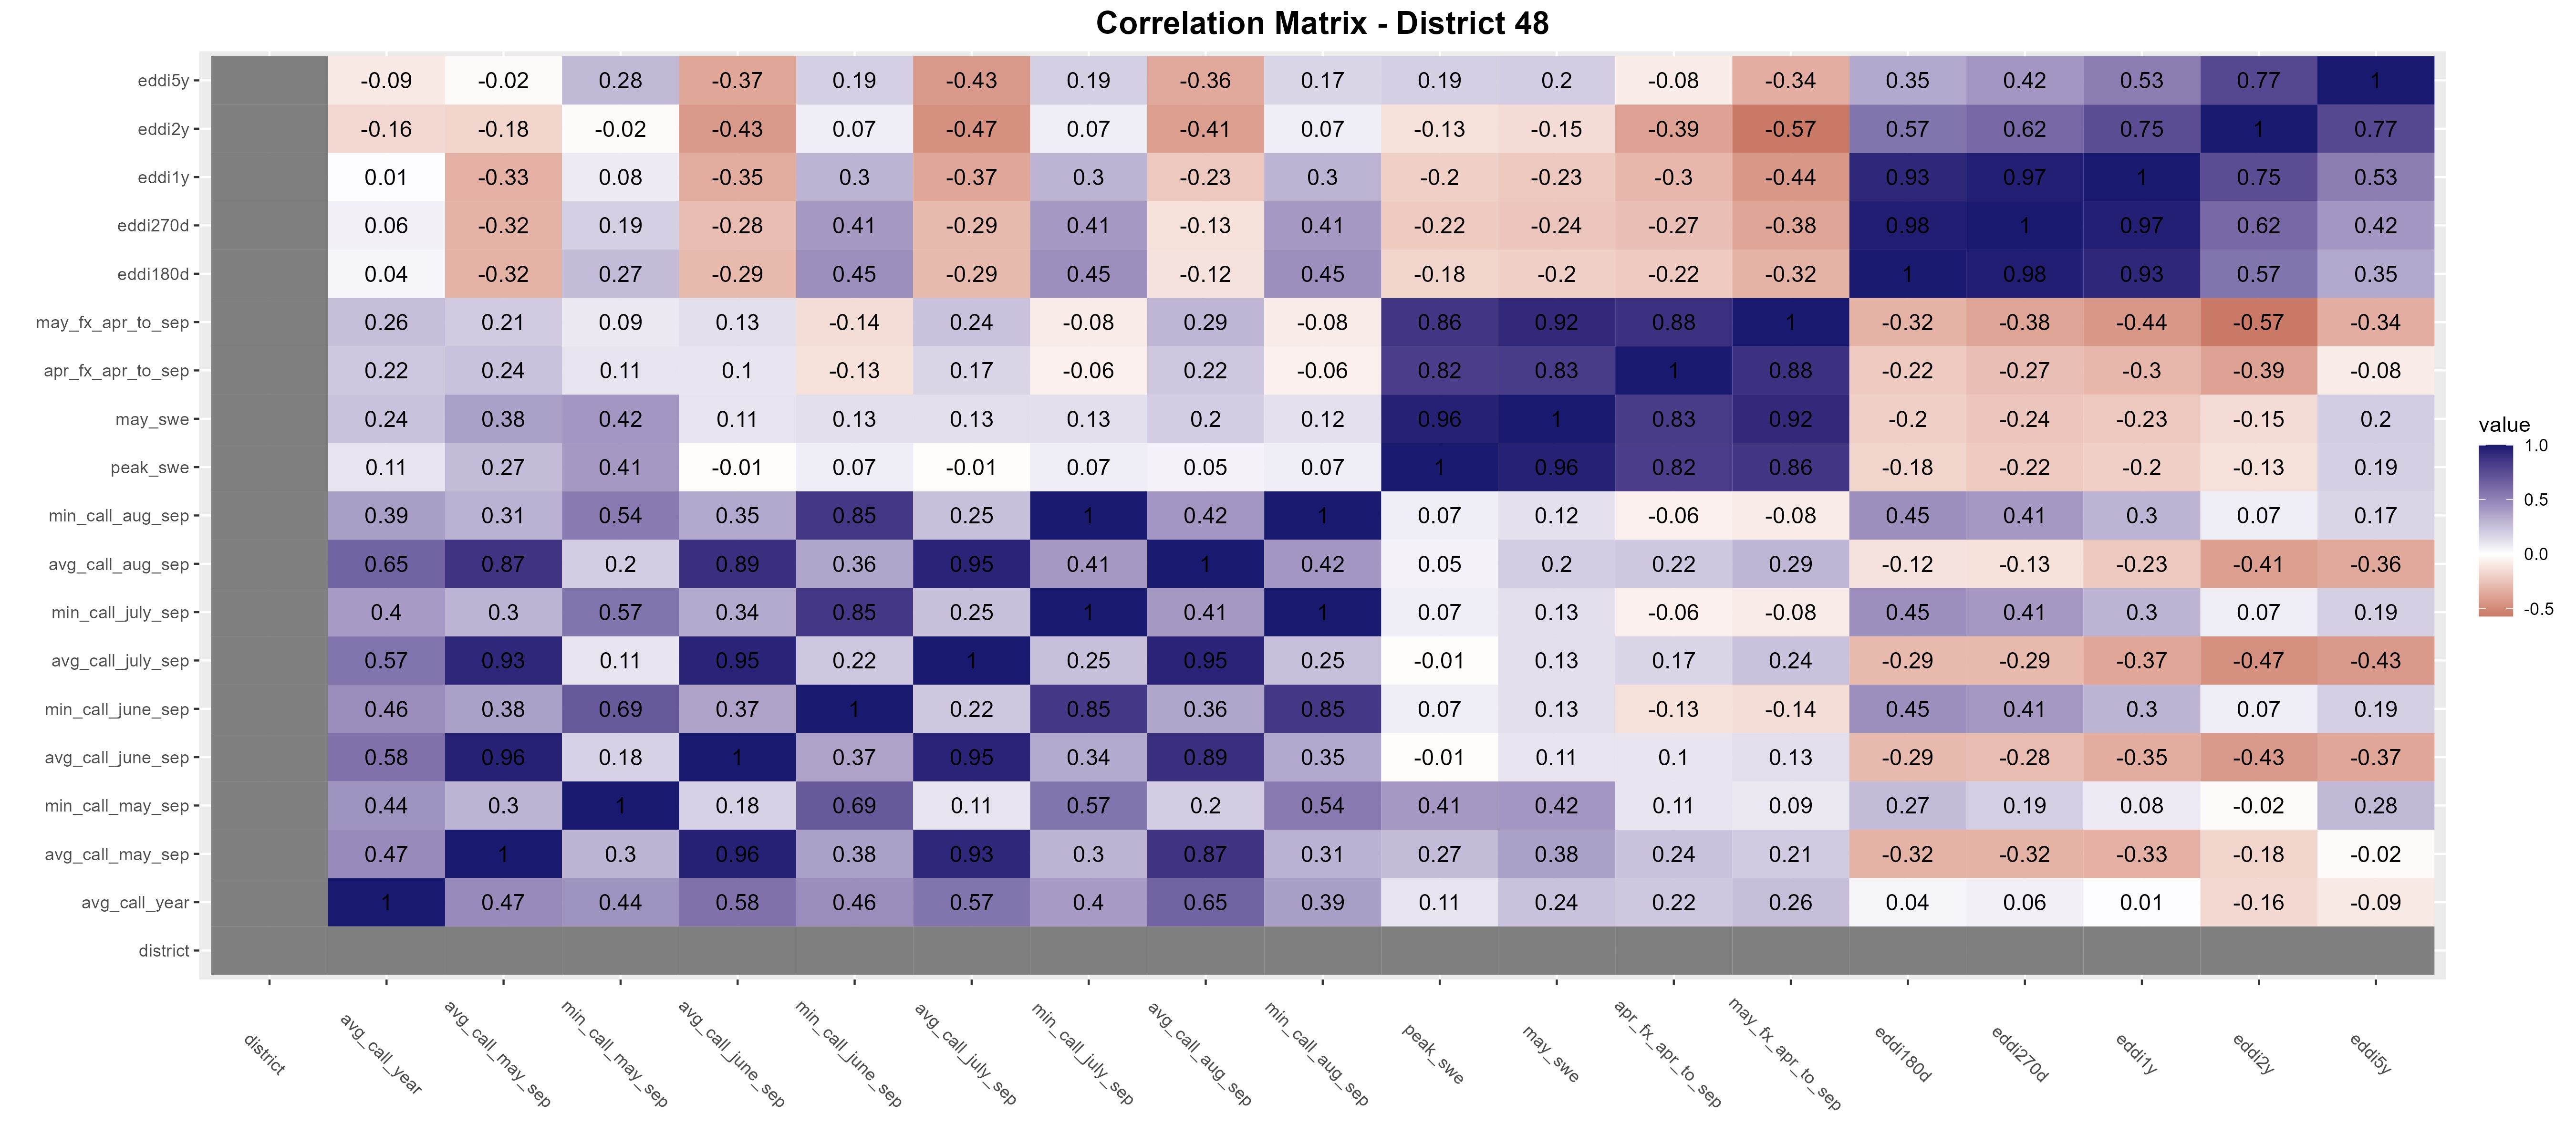 Correlation Matrix - District 48
eddi5y -0.09 -0.02 0.28 -0.37 0.19 -0.43 0.19 -0.36 0.17 0.19 0.2 -0.08 -0.34 0.35 0.42 0.53 0.77 1
eddi2y -0.16 -0.18 -0.02 -0.43 0.07 -0.47 0.07 -0.41 0.07 -0.13 -0.15 -0.39 -0.57 0.57 0.62 0.75 1 0.77
eddi1y 0.01 -0.33 0.08 -0.35 0.3 -0.37 0.3 -0.23 0.3 -0.2 -0.23 -0.3 -0.44 0.93 0.97 1 0.75 0.53
eddi270d 0.06 -0.32 0.19 -0.28 0.41 -0.29 0.41 -0.13 0.41 -0.22 -0.24 -0.27 -0.38 0.98 1 0.97 0.62 0.42
eddi180d 0.04 -0.32 0.27 -0.29 0.45 -0.29 0.45 -0.12 0.45 -0.18 -0.2 -0.22 -0.32 1 0.98 0.93 0.57 0.35
may_fx_apr_to_sep 0.26 0.21 0.09 0.13 -0.14 0.24 -0.08 0.29 -0.08 0.86 0.92 0.88 1 -0.32 -0.38 -0.44 -0.57 -0.34
apr_fx_apr_to_sep 0.22 0.24 0.11 0.1 -0.13 0.17 -0.06 0.22 -0.06 0.82 0.83 1 0.88 -0.22 -0.27 -0.3 -0.39 -0.08
may_swe 0.24 0.38 0.42 0.11 0.13 0.13 0.13 0.2 0.12 0.96 1 0.83 0.92 -0.2 -0.24 -0.23 -0.15 0.2
peak_swe 0.11 0.27 0.41 -0.01 0.07 -0.01 0.07 0.05 0.07 1 0.96 0.82 0.86 -0.18 -0.22 -0.2 -0.13 0.19
min_call_aug_sep 0.39 0.31 0.54 0.35 0.85 0.25 1 0.42 1 0.07 0.12 -0.06 -0.08 0.45 0.41 0.3 0.07 0.17
avg_call_aug_sep 0.65 0.87 0.2 0.89 0.36 0.95 0.41 1 0.42 0.05 0.2 0.22 0.29 -0.12 -0.13 -0.23 -0.41 -0.36
min_call_july_sep 0.4 0.3 0.57 0.34 0.85 0.25 1 0.41 1 0.07 0.13 -0.06 -0.08 0.45 0.41 0.3 0.07 0.19
avg_call_july_sep 0.57 0.93 0.11 0.95 0.22 1 0.25 0.95 0.25 -0.01 0.13 0.17 0.24 -0.29 -0.29 -0.37 -0.47 -0.43
min_call_june_sep 0.46 0.38 0.69 0.37 1 0.22 0.85 0.36 0.85 0.07 0.13 -0.13 -0.14 0.45 0.41 0.3 0.07 0.19
avg_call_june_sep 0.58 0.96 0.18 1 0.37 0.95 0.34 0.89 0.35 -0.01 0.11 0.1 0.13 -0.29 -0.28 -0.35 -0.43 -0.37
min_call_may_sep 0.44 0.3 1 0.18 0.69 0.11 0.57 0.2 0.54 0.41 0.42 0.11 0.09 0.27 0.19 0.08 -0.02 0.28
avg_call_may_sep 0.47 1 0.3 0.96 0.38 0.93 0.3 0.87 0.31 0.27 0.38 0.24 0.21 -0.32 -0.32 -0.33 -0.18 -0.02
avg_call_year 1 0.47 0.44 0.58 0.46 0.57 0.4 0.65 0.39 0.11 0.24 0.22 0.26 0.04 0.06 0.01 -0.16 -0.09
district
district avg_call_year avg_call_may_sep min_call_may_sep avg_call_june_sep min_call_june_sep avg_call_july_sep min_call_july_sep avg_call_aug_sep min_call_aug_sep peak_swe may_swe apr_fx_apr_to_sep may_fx_apr_to_sep eddi180d eddi270d eddi1y eddi2y eddi5y
value
1.0
0.5
0.0
-0.5